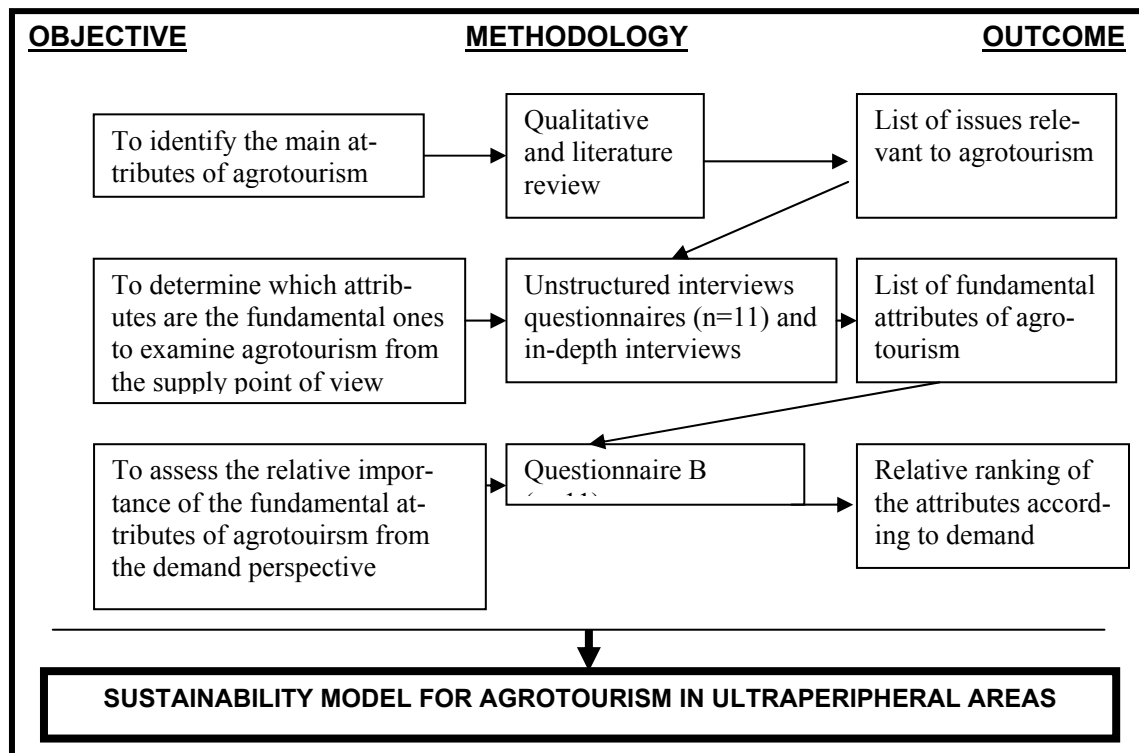 OBJECTIVE METHODOLOGY OUTCOME
To identify the main at-
tributes of agrotourism
Qualitative
and literature
review
List of issues rele-
vant to agrotourism
To determine which attrib-
utes are the fundamental ones
to examine agrotourism from
the supply point of view
Unstructured interviews
questionnaires (n=11) and
in-depth interviews
List of fundamental
attributes of agro-
tourism
To assess the relative impor-
tance of the fundamental at-
tributes of agrotouirsm from
the demand perspective
Questionnaire B
Relative ranking of
the attributes accord-
ing to demand
SUSTAINABILITY MODEL FOR AGROTOURISM IN ULTRAPERIPHERAL AREAS